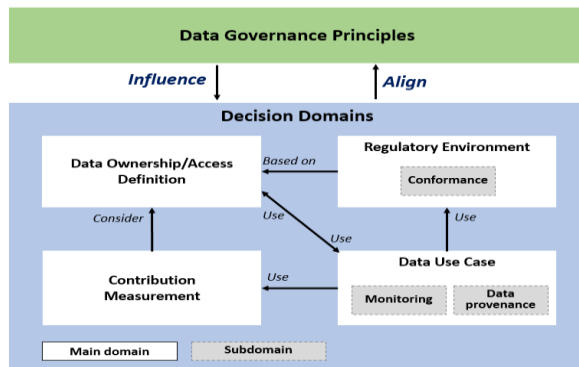 Data Governance Principles
Influence
Align
Decision Domains
Data Ownership/Access
Definition
Based on
Regulatory Environment
Conformance
Consider
Use
Use
Use
Contribution
Measurement
Use
Data Use Case
Monitoring
Data
provenance
Main domain
Subdomain